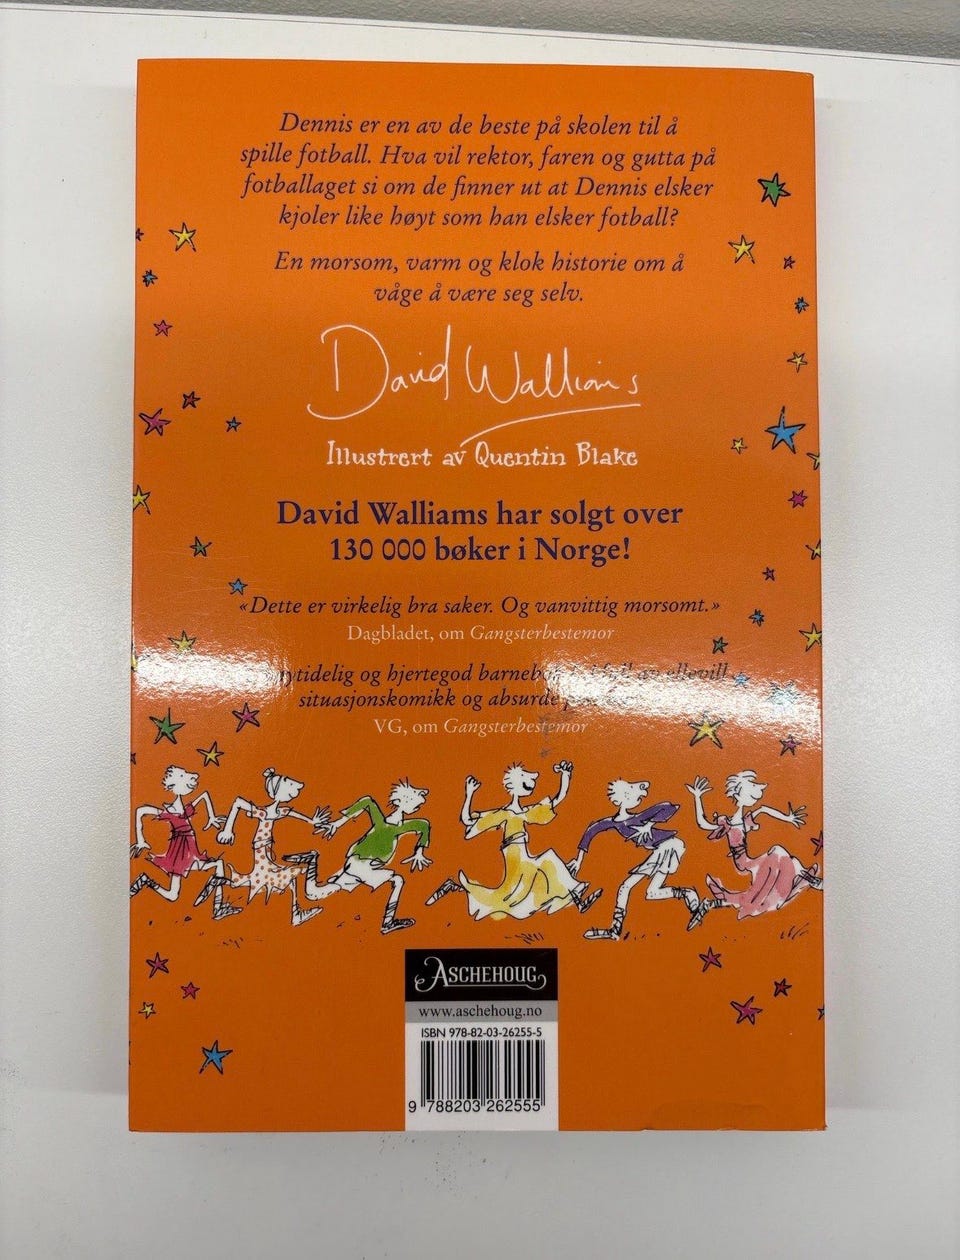 Dennis er en av de beste på skolen til å
spille fotball. Hva vil rektor, faren og gutta på
fotballaget si om de finner ut at Dennis elsker
kjoler like høyt som han elsker fotball?
En morsom, varm og klok historie om å
våge å være seg selv.
David Walliams
Illustrert av Quentin Blake
David Walliams har solgt over
130 000 bøker i Norge!
«Dette er virkelig bra saker. Og vanvittig morsomt.»
Dagbladet, om Gangsterbestemor
og hjertegod ellevill
situasjonskomikk og absurde
VG, om Gangsterbestemor
ASCHEHOUG
www.aschehoug.no
ISBN 978-82-03-26255-5
9 788203 262555